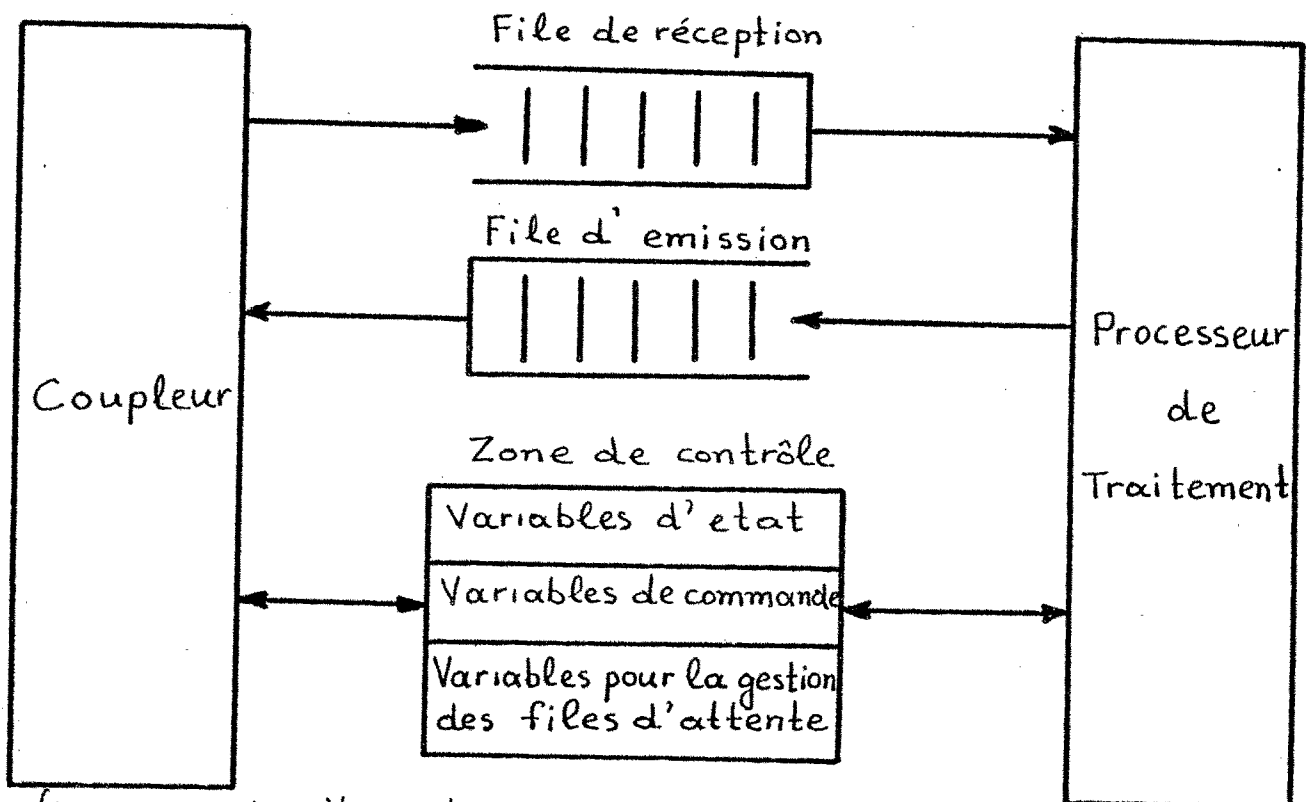 File de réception
File d' emission
Coupleur
Processeur
de
Traitement
Zone de contrôle
Variables d' etat
Variables de commande
Variables pour la gestion
des files d'attente